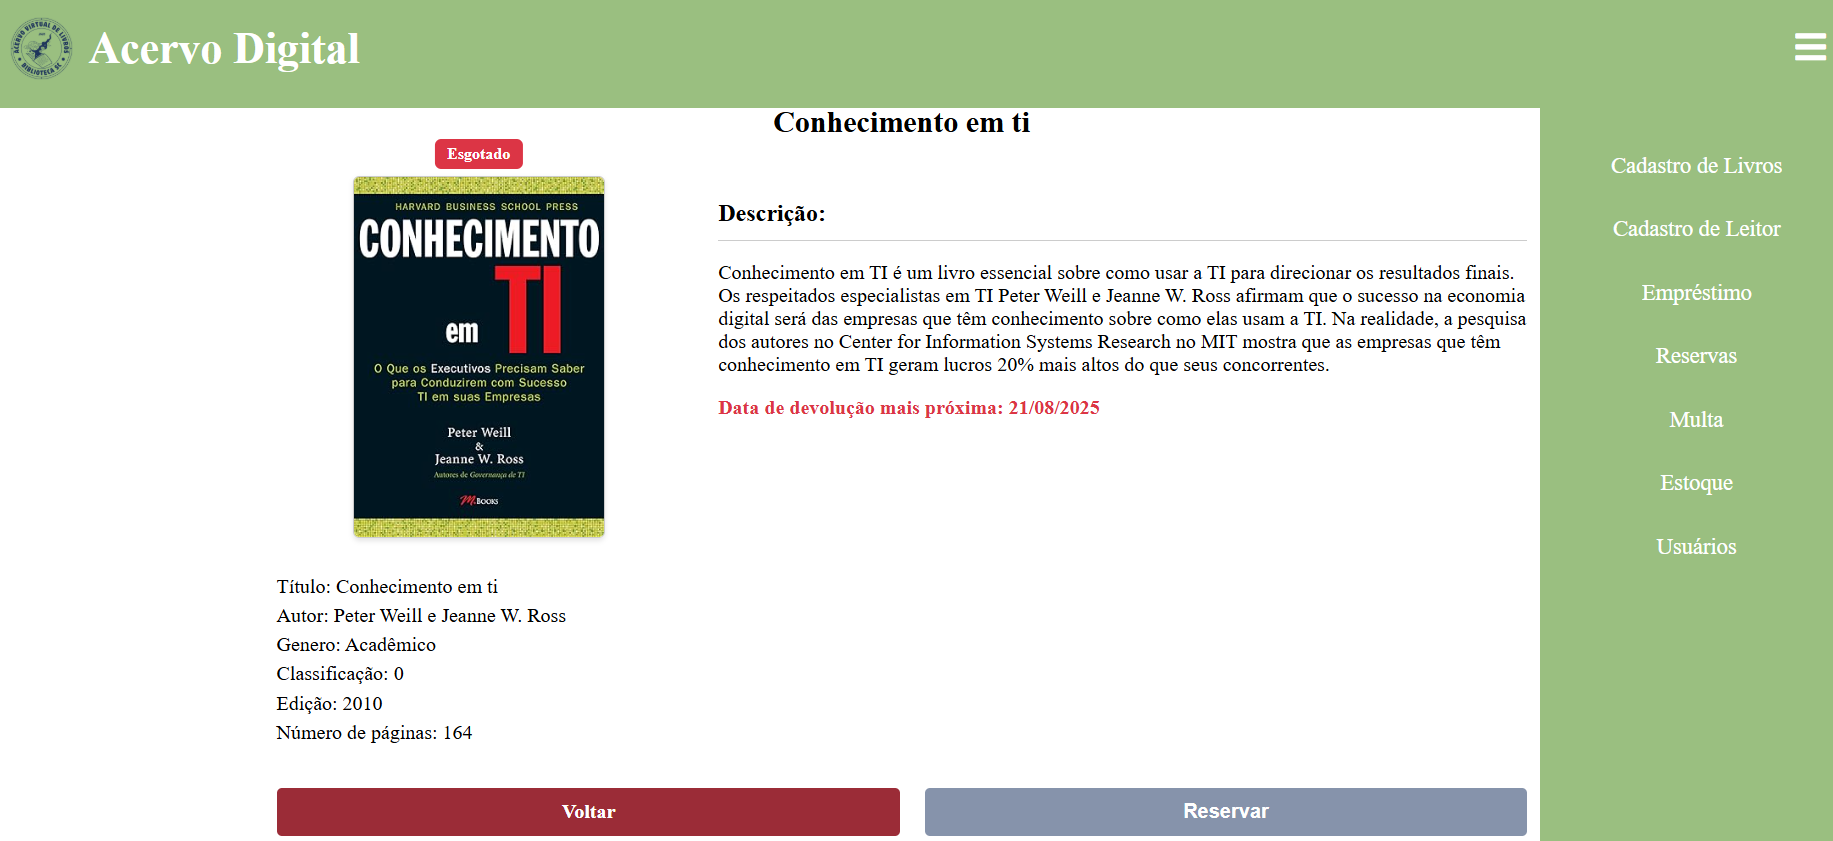 ACERVO VIRTUAL DE LIVROS
BIBLIOTECA SC
Acervo Digital
Conhecimento em ti
Esgotado
HARVARD BUSINESS SCHOOL PRESS
CONHECIMENTO
em TI
O Que os Executivos Precisam Saber
para Conduzirem com Sucesso
TI em suas Empresas
Peter Weill
&
Jeanne W. Ross
Autores de Governança de TI
M.BOOKS
Título: Conhecimento em ti
Autor: Peter Weill e Jeanne W. Ross
Genero: Acadêmico
Classificação: 0
Edição: 2010
Número de páginas: 164
Descrição:
Conhecimento em TI é um livro essencial sobre como usar a TI para direcionar os resultados finais.
Os respeitados especialistas em TI Peter Weill e Jeanne W. Ross afirmam que o sucesso na economia
digital será das empresas que têm conhecimento sobre como elas usam a TI. Na realidade, a pesquisa
dos autores no Center for Information Systems Research no MIT mostra que as empresas que têm
conhecimento em TI geram lucros 20% mais altos do que seus concorrentes.
Data de devolução mais próxima: 21/08/2025
Voltar
Reservar
Cadastro de Livros
Cadastro de Leitor
Empréstimo
Reservas
Multa
Estoque
Usuários